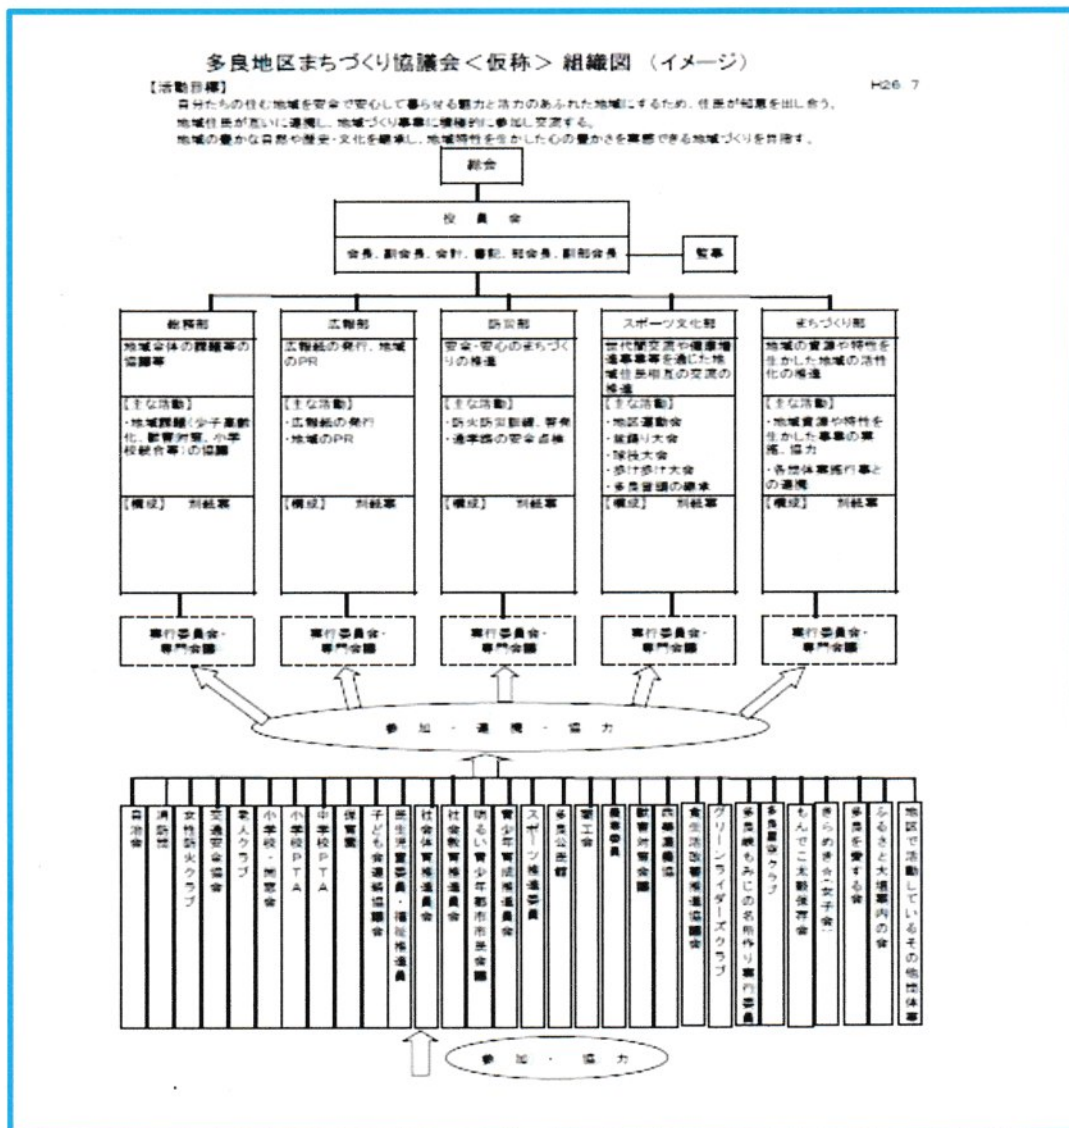 多良地区まちづくり協議会＜仮称＞ 組織図 （イメージ）
H26 7
【活動目標】
自分たちの住む地域を安全で安心して暮らせる魅力と活力のあふれた地域にするため、住民が知恵を出し合う。
地域住民が互いに連携し、地域づくり事業に積極的に参加し交流する。
地域の豊かな自然や歴史・文化を継承し、地域特性を生かした心の豊かさを実感できる地域づくりを目指す。
総会
役 員 会
会長、副会長、会計、書記、部会長、副部会長
監事
総務部
地域全体の課題等の
協議等
【主な活動】
・地域課題(少子高齢
化、獣害対策、小学
校統合等)の協議
【構成】 別紙案
広報部
広報紙の発行、地域
のPR
【主な活動】
・広報紙の発行
・地域のPR
【構成】 別紙案
防災部
安全・安心のまちづく
りの推進
【主な活動】
・防火防災訓練、啓発
・通学路の安全点検
【構成】 別紙案
スポーツ文化部
世代間交流や健康増
進事業等を通じた地
域住民相互の交流の
推進
【主な活動】
・地区運動会
・盆踊り大会
・球技大会
・歩け歩け大会
・多良音頭の継承
【構成】 別紙案
まちづくり部
地域の資源や特性を
生かした地域の活性
化の推進
【主な活動】
・地域資源や特性を
生かした事業の実
施、協力
・各団体実施行事と
の連携
【構成】 別紙案
実行委員会・
専門会議
実行委員会・
専門会議
実行委員会・
専門会議
実行委員会・
専門会議
実行委員会・
専門会議
参 加 ・ 連 携 ・ 協 力
自治会
消防団
女性防火クラブ
交通安全協会
老人クラブ
小学校・同窓会
小学校PTA
中学校PTA
保育園
子ども会連絡協議会
民生児童委員・福祉推進員
社会体育推進員会
社会教育推進員会
明るい青少年都市市民会議
青少年育成推進員会
スポーツ推進委員
多良公民館
商工会
農事委員
獣害対策会議
食生活改善推進協議会
グリーンライダーズクラブ
多良峡もみじの名所作り実行委員
多良星空クラブ
もんでこ太鼓保存会
きらめき☆(女子会)
多良を愛する会
ふるさと大垣案内の会
地区で活動しているその他団体等
参 加 ・ 協 力